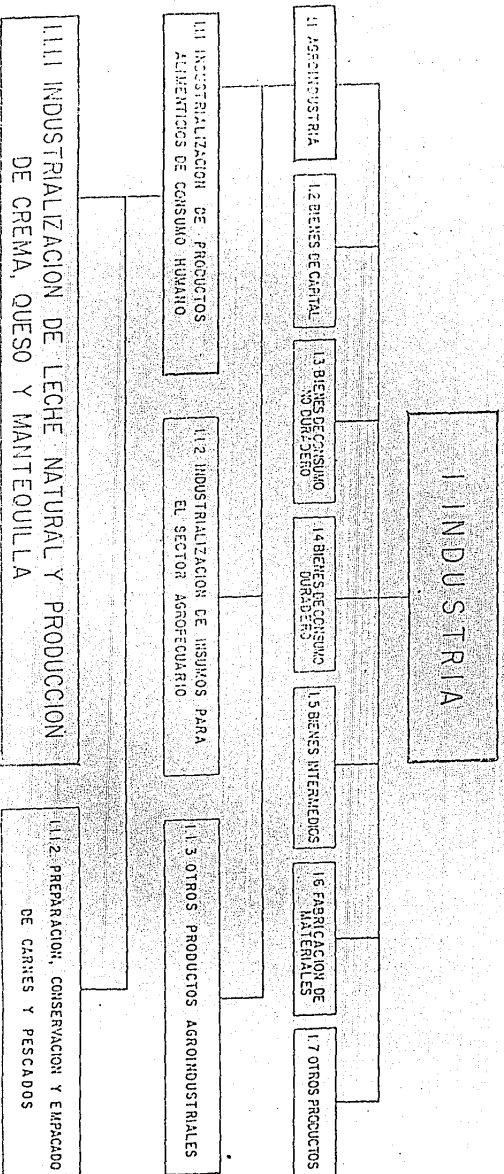 1 INDUSTRIA
1.1 AGROINDUSTRIA
1.2 BIENES DE CAPITAL
1.3 BIENES DE CONSUMO
NO DURADERO
1.4 BIENES DE CONSUMO
DURADERO
1.5 BIENES INTERMEDIOS
1.6 FABRICACION DE
MATERIALES
1.7 OTROS PRODUCTOS
1.1.1 INDUSTRIALIZACION DE PRODUCTOS
ALIMENTICIOS DE CONSUMO HUMANO
1.1.2. INDUSTRIALIZACION DE INSUMOS PARA
EL SECTOR AGROPECUARIO
1.1.3 OTROS PRODUCTOS AGROINDUSTRIALES
1.1.1.1 INDUSTRIALIZACION DE LECHE NATURAL Y PRODUCCION
DE CREMA, QUESO Y MANTEQUILLA
1.1.1.2. PREPARACION, CONSERVACION Y EMPACADO
DE CARNES Y PESCADOS